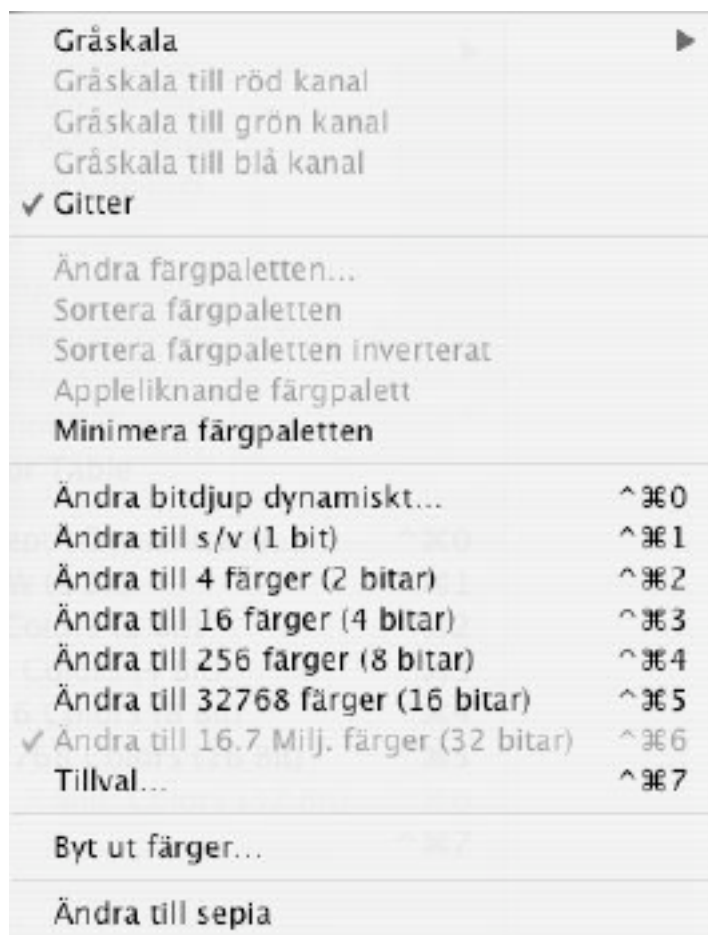 Gråskala ▶
Gråskala till röd kanal
Gråskala till grön kanal
Gråskala till blå kanal
✓ Gitter
Ändra färgpaletten...
Sortera färgpaletten
Sortera färgpaletten inverterat
Appleliknande färgpalett
Minimera färgpaletten
Ändra bitdjup dynamiskt... ^⌘0
Ändra till s/v (1 bit) ^⌘1
Ändra till 4 färger (2 bitar) ^⌘2
Ändra till 16 färger (4 bitar) ^⌘3
Ändra till 256 färger (8 bitar) ^⌘4
Ändra till 32768 färger (16 bitar) ^⌘5
✓ Ändra till 16.7 Milj. färger (32 bitar) ^⌘6
Tillval... ^⌘7
Byt ut färger...
Ändra till sepia